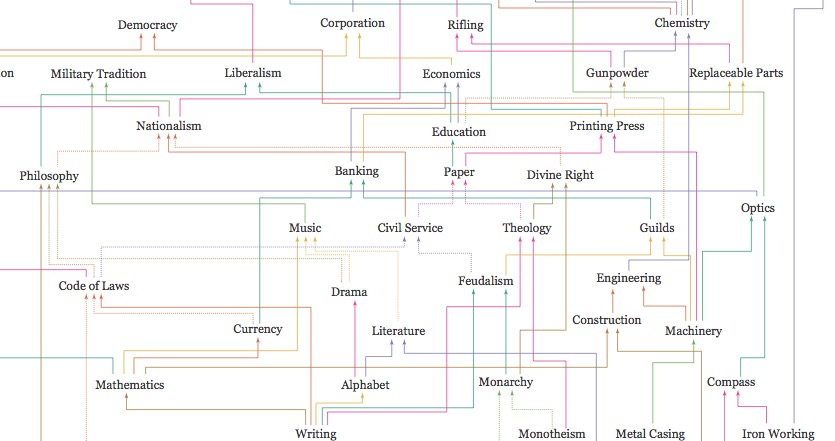 Democracy
Corporation
Rifling
Chemistry
on
Military Tradition
Liberalism
Economics
Gunpowder
Replaceable Parts
Nationalism
Education
Printing Press
Philosophy
Banking
Paper
Divine Right
Optics
Music
Civil Service
Theology
Guilds
Code of Laws
Drama
Feudalism
Engineering
Currency
Literature
Construction
Machinery
Mathematics
Alphabet
Monarchy
Compass
Writing
Monotheism
Metal Casing
Iron Working